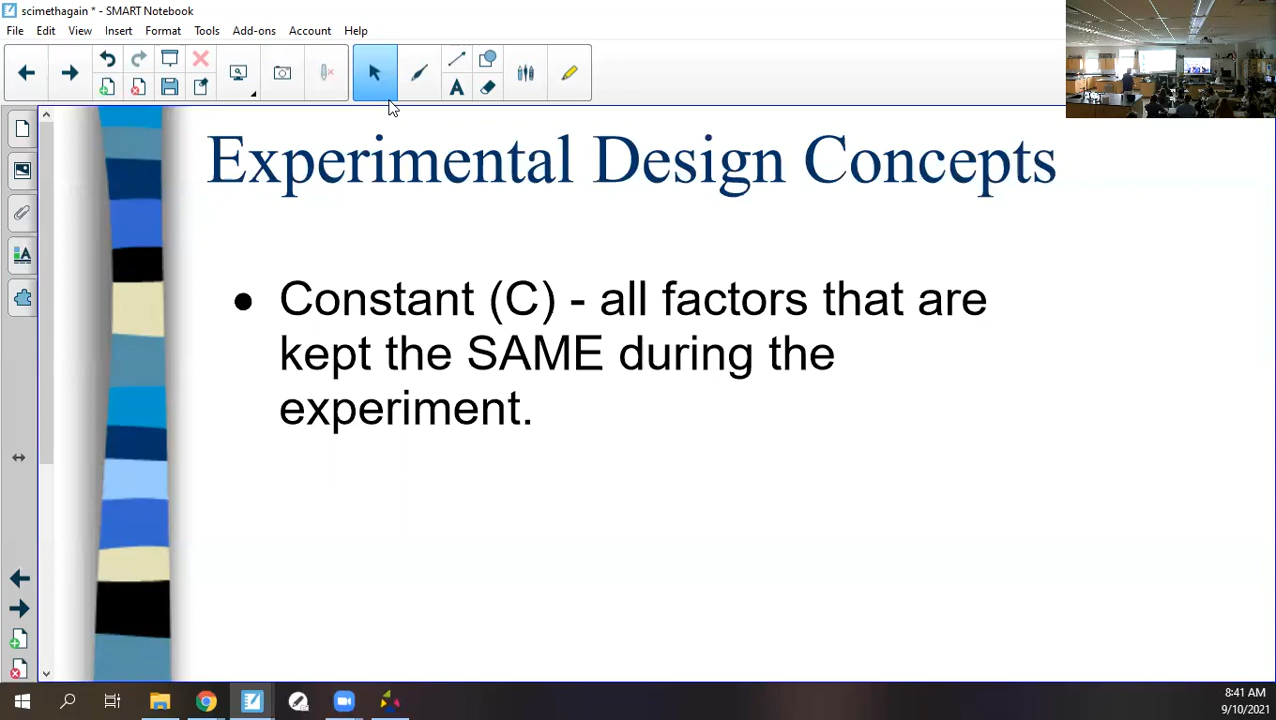 scimethagain * - SMART Notebook
File Edit View Insert Format Tools Add-ons Account Help
Experimental Design Concepts
• Constant (C) - all factors that are
kept the SAME during the
experiment.
8:41 AM
9/10/2021